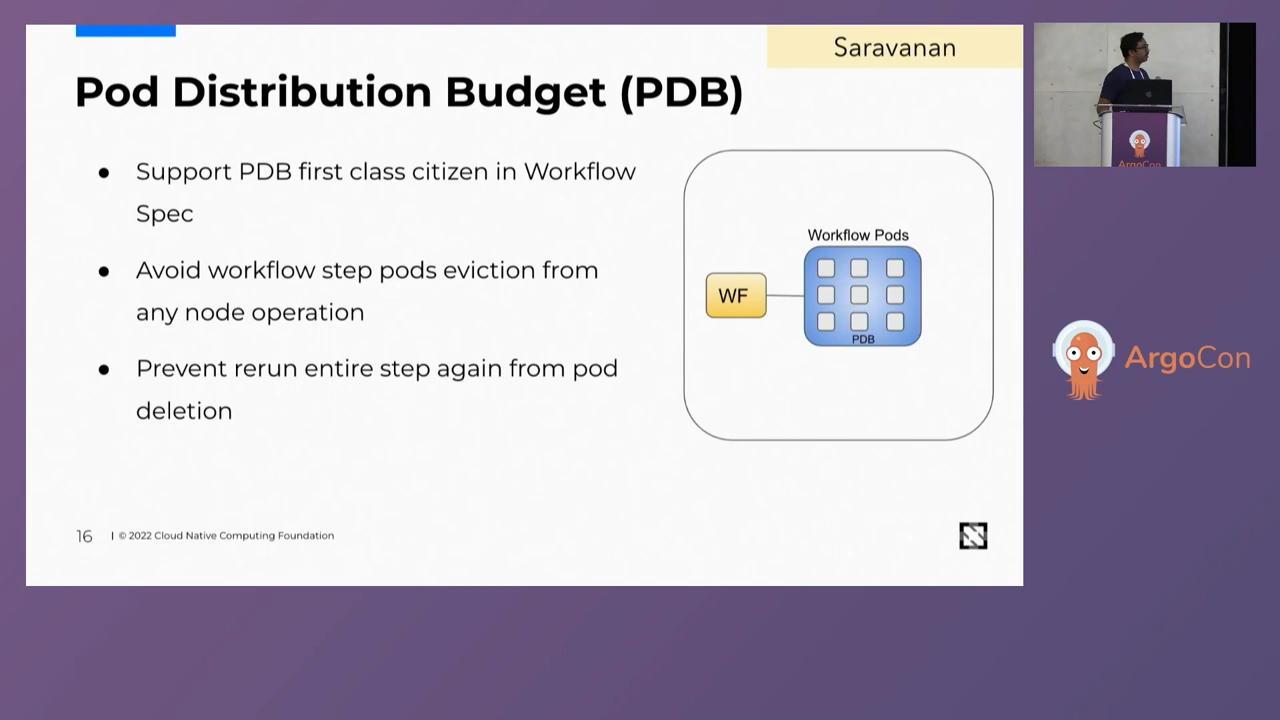 Saravanan
Pod Distribution Budget (PDB)
● Support PDB first class citizen in Workflow
Spec
● Avoid workflow step pods eviction from
any node operation
● Prevent rerun entire step again from pod
deletion
Workflow Pods
WF
PDB
16 | © 2022 Cloud Native Computing Foundation
ArgoCon
ArgoCon